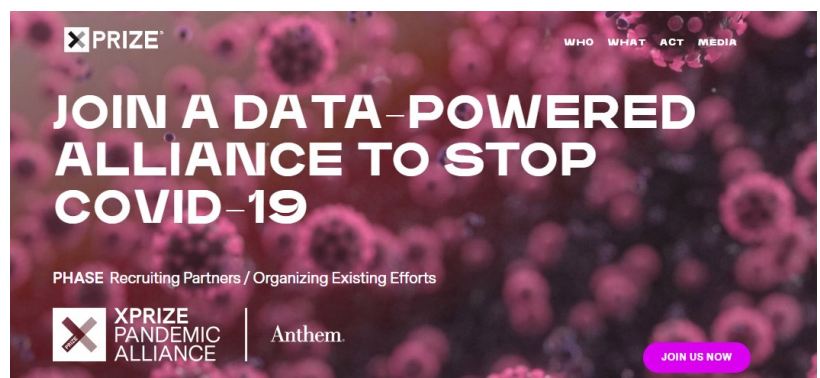 XPRIZE
WHO WHAT ACT MEDIA
JOIN A DATA-POWERED
ALLIANCE TO STOP
COVID-19
PHASE Recruiting Partners / Organizing Existing Efforts
PRIZE
XPRIZE
PANDEMIC
ALLIANCE
Anthem.
JOIN US NOW